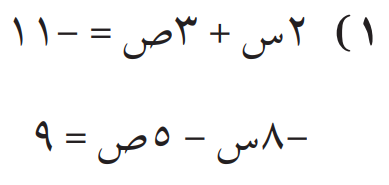 ١) ٢س + ٣ص = –١١
–٨س – ٥ص = ٩